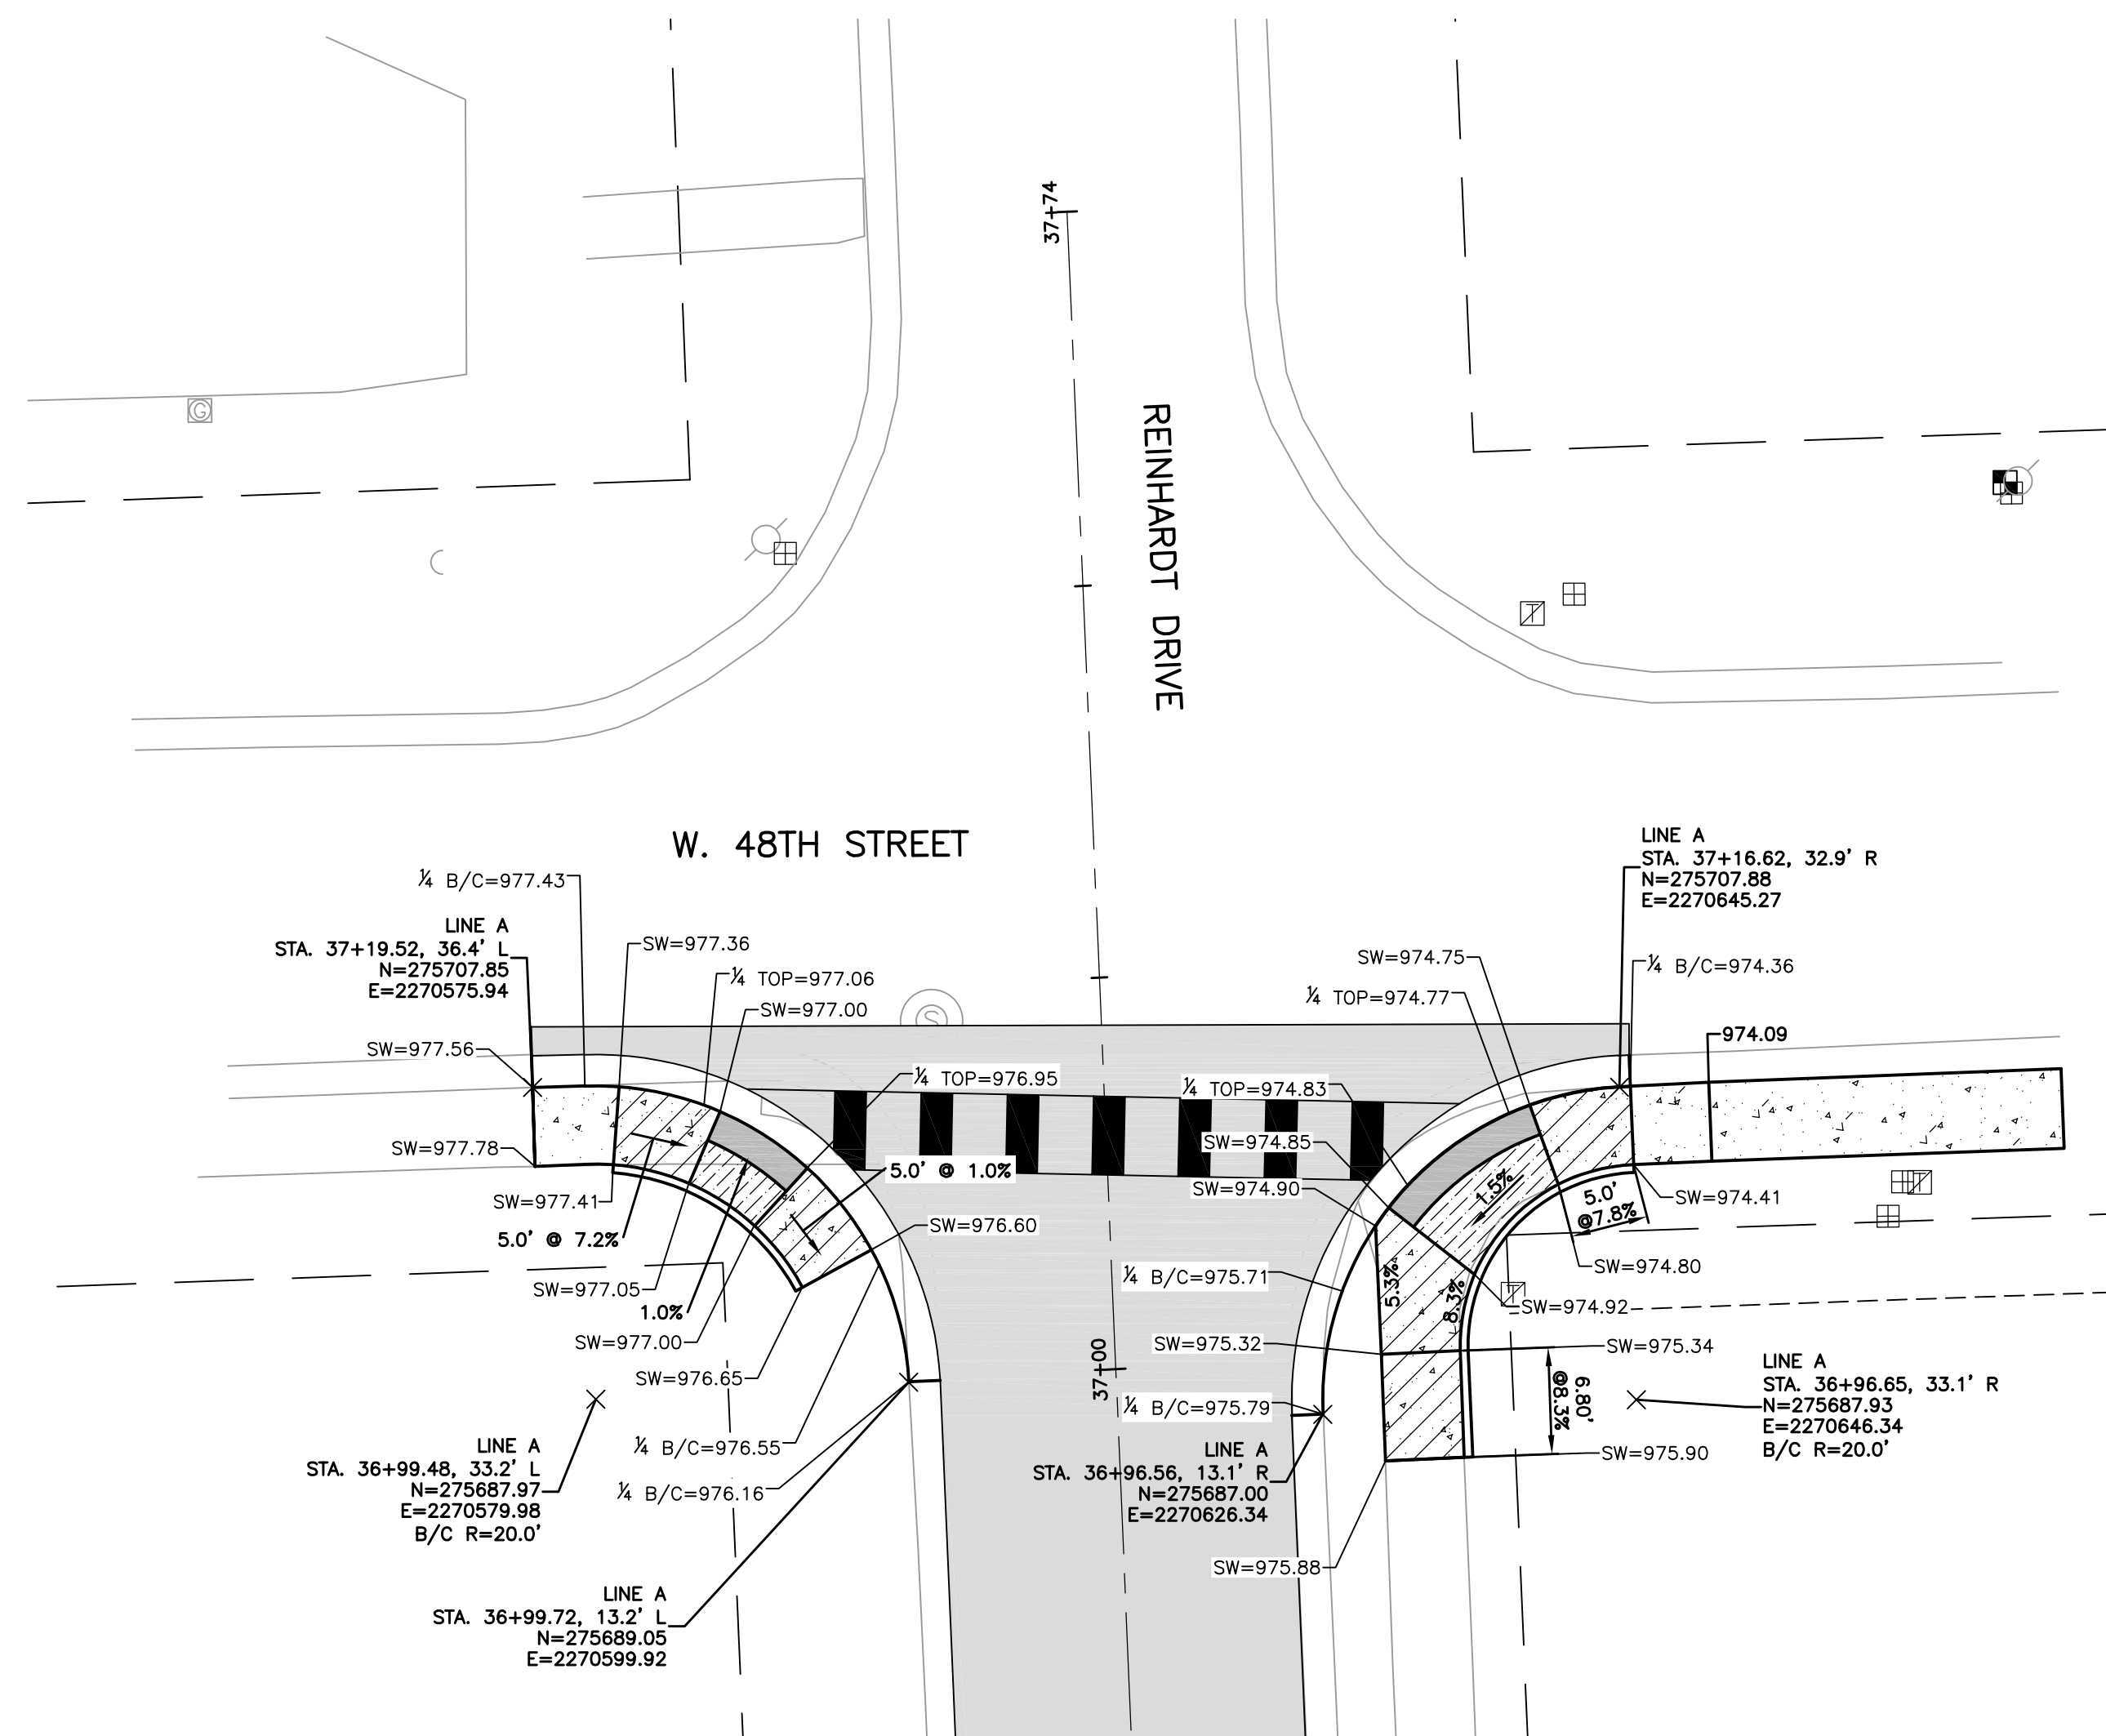 37+74
G
REINHARDT DRIVE
T
W. 48TH STREET
LINE A
STA. 37+16.62, 32.9' R
N=275707.88
E=2270645.27
¼ B/C=977.43
LINE A
STA. 37+19.52, 36.4' L
N=275707.85
E=2270575.94
SW=977.36
¼ TOP=977.06
SW=977.00
S
SW=974.75
¼ B/C=974.36
¼ TOP=974.77
974.09
SW=977.56
¼ TOP=976.95
¼ TOP=974.83
SW=977.78
SW=974.85
5.0' @ 1.0%
SW=974.90
1.5%
5.0'
@7.8%
SW=974.41
T
SW=977.41
SW=976.60
5.0' @ 7.2%
SW=974.80
¼ B/C=975.71
SW=977.05
5.3%
8.3%
T
SW=974.92
1.0%
SW=977.00
SW=975.32
SW=975.34
SW=976.65
37+00
6.80'
@8.3%
LINE A
STA. 36+96.65, 33.1' R
N=275687.93
E=2270646.34
B/C R=20.0'
¼ B/C=975.79
LINE A
STA. 36+99.48, 33.2' L
N=275687.97
E=2270579.98
B/C R=20.0'
¼ B/C=976.55
¼ B/C=976.16
LINE A
STA. 36+96.56, 13.1' R
N=275687.00
E=2270626.34
SW=975.90
SW=975.88
LINE A
STA. 36+99.72, 13.2' L
N=275689.05
E=2270599.92